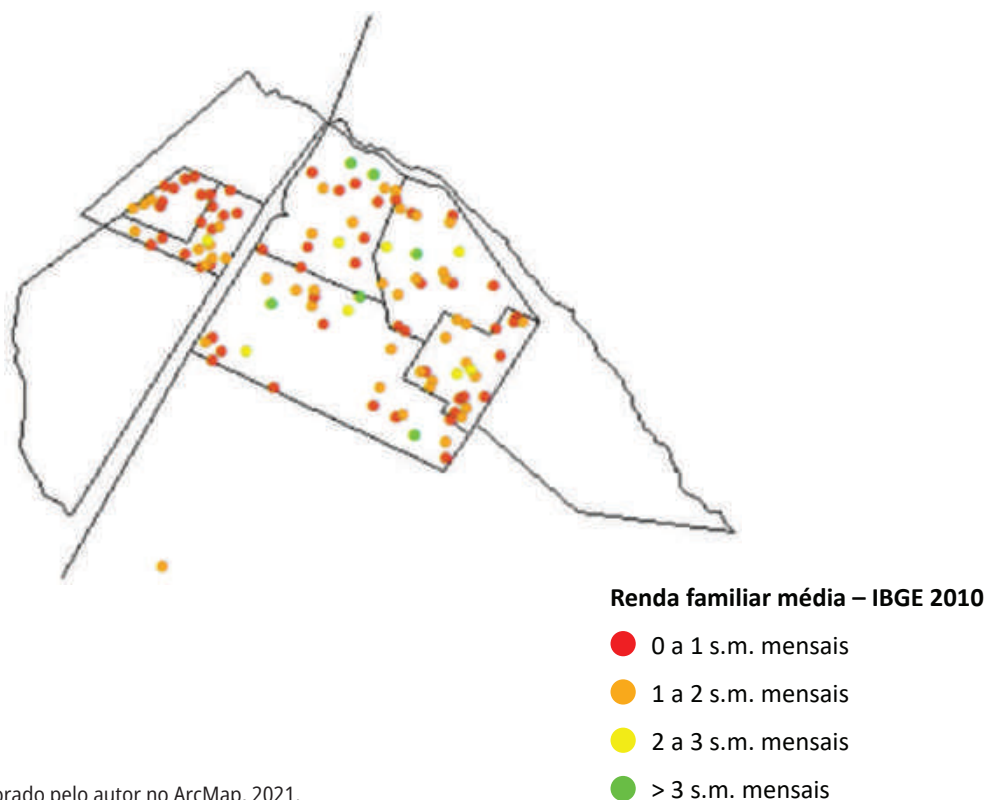 Renda familiar média – IBGE 2010
0 a 1 s.m. mensais
1 a 2 s.m. mensais
2 a 3 s.m. mensais
> 3 s.m. mensais
pelo autor no ArcMap, 2021.